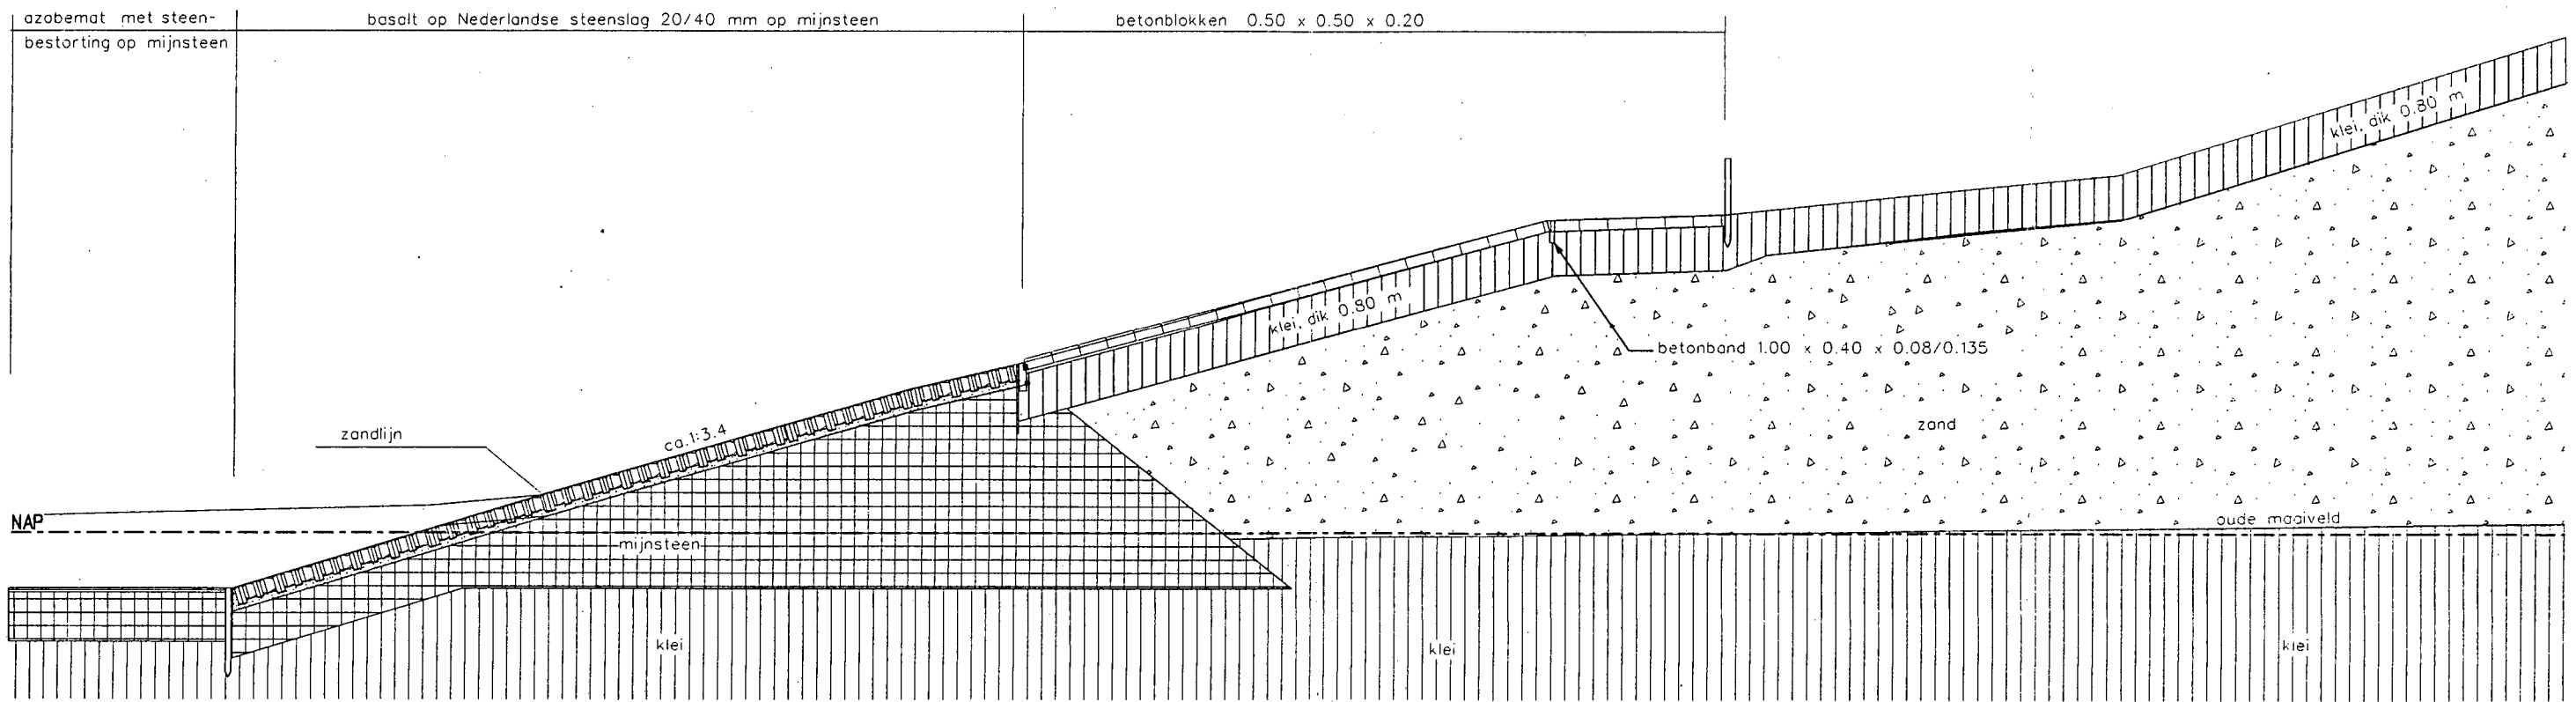 azobemat met steen-
bestorting op mijnsteen
basalt op Nederlandse steenslag 20/40 mm op mijnsteen
betonblokken 0.50 x 0.50 x 0.20
klei, dik 0.80 m
klei, dik 0.80 m
betonband 1.00 x 0.40 x 0.08/0.135
zandlijn
ca.1:3.4
zand
NAP
oude maaiveld
mijnsteen
klei
klei
klei